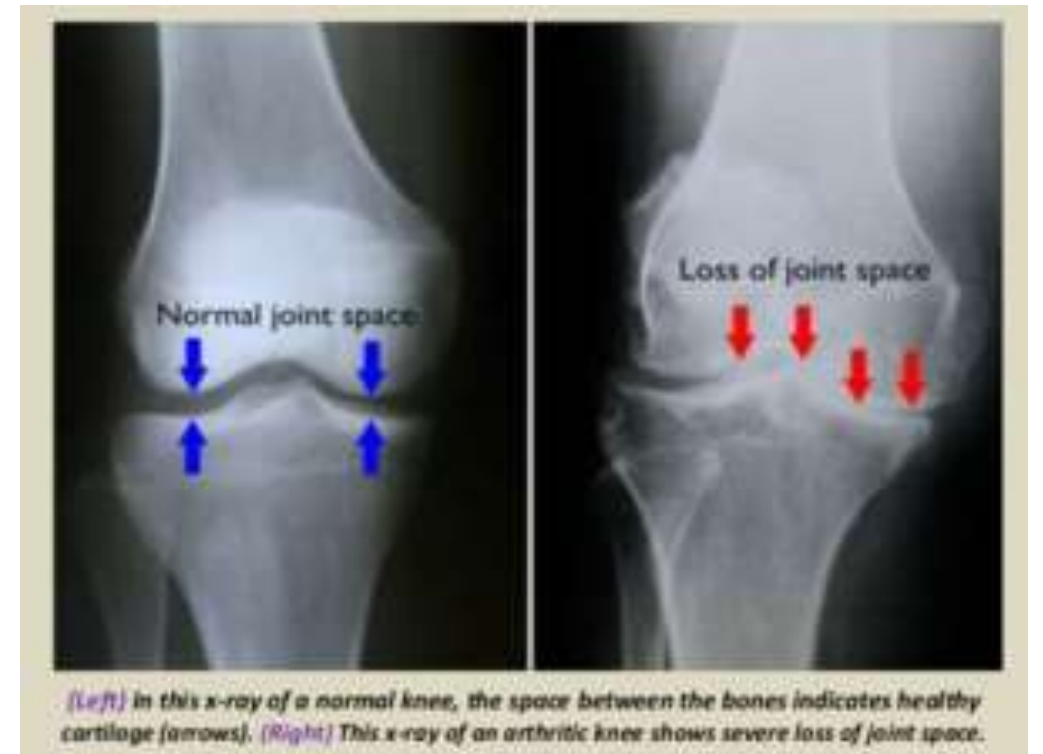 Normal joint space
Loss of joint space
(Left) In this x-ray of a normal knee, the space between the bones indicates healthy
cartilage (arrows). (Right) This x-ray of an arthritic knee shows severe loss of joint space.